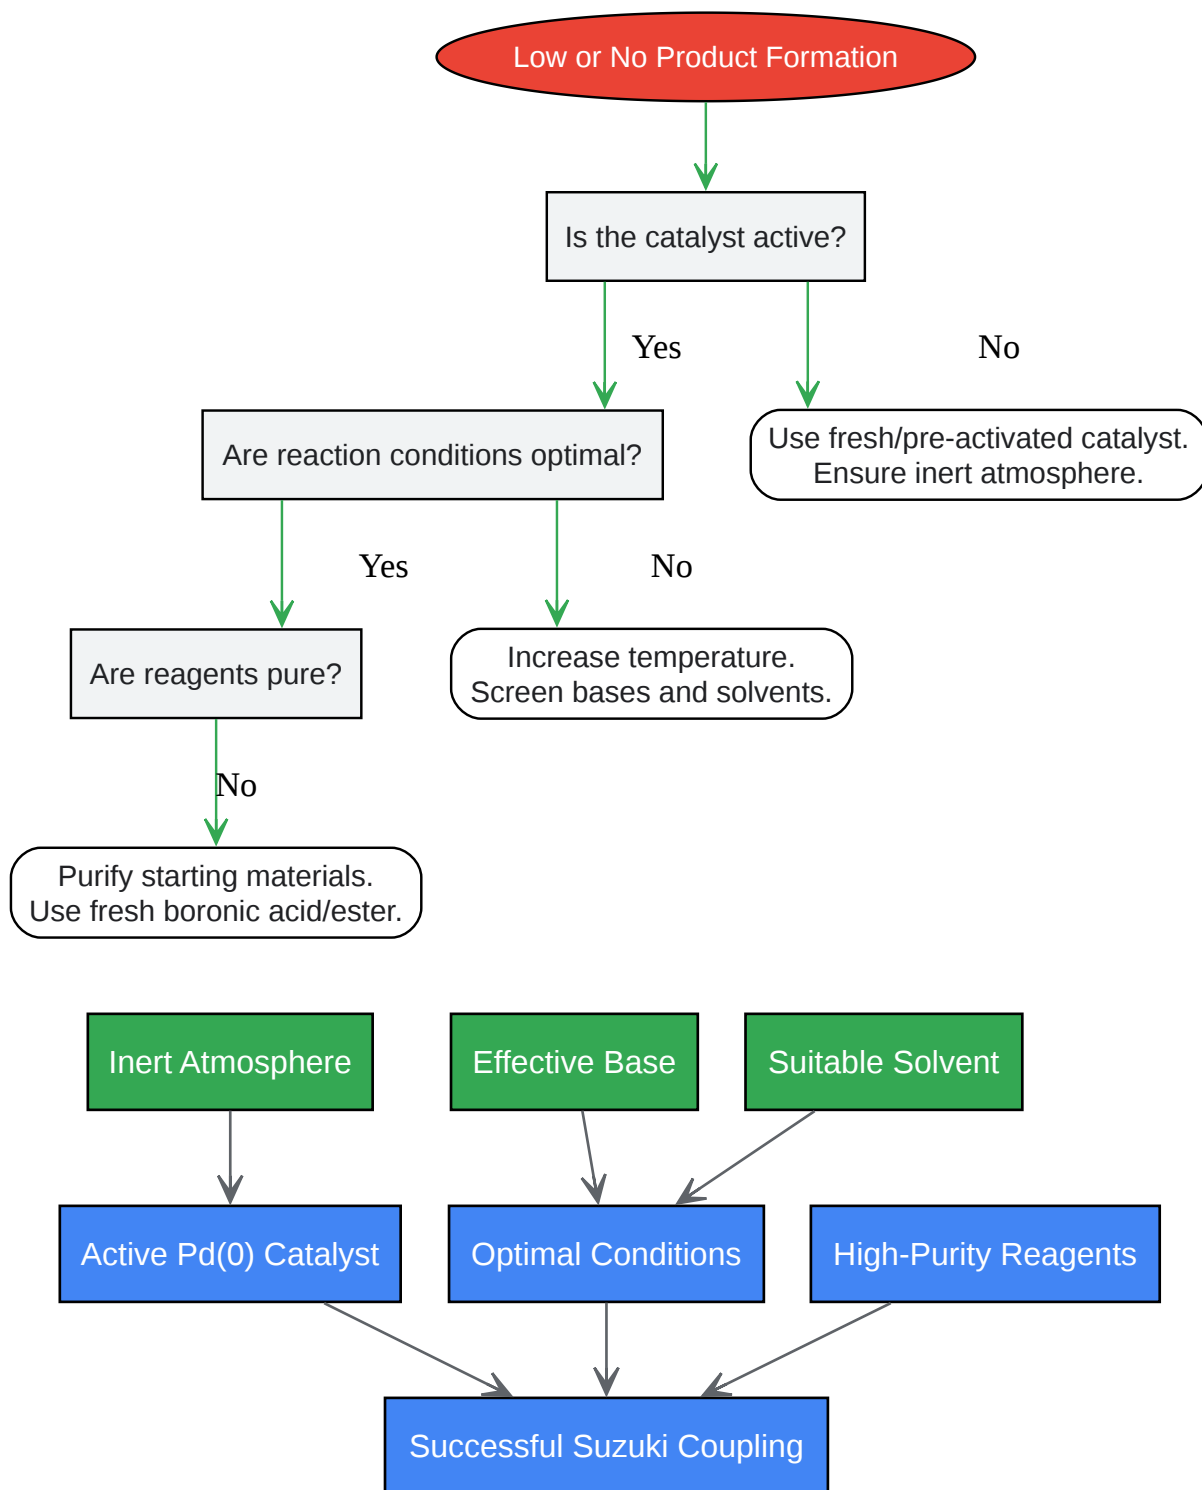 Low or No Product Formation
Is the catalyst active?
Yes
No
Are reaction conditions optimal?
Use fresh/pre-activated catalyst.
Ensure inert atmosphere.
Yes
No
Are reagents pure?
Increase temperature.
Screen bases and solvents.
No
Purify starting materials.
Use fresh boronic acid/ester.
Inert Atmosphere
Effective Base
Suitable Solvent
Active Pd(0) Catalyst
Optimal Conditions
High-Purity Reagents
Successful Suzuki Coupling